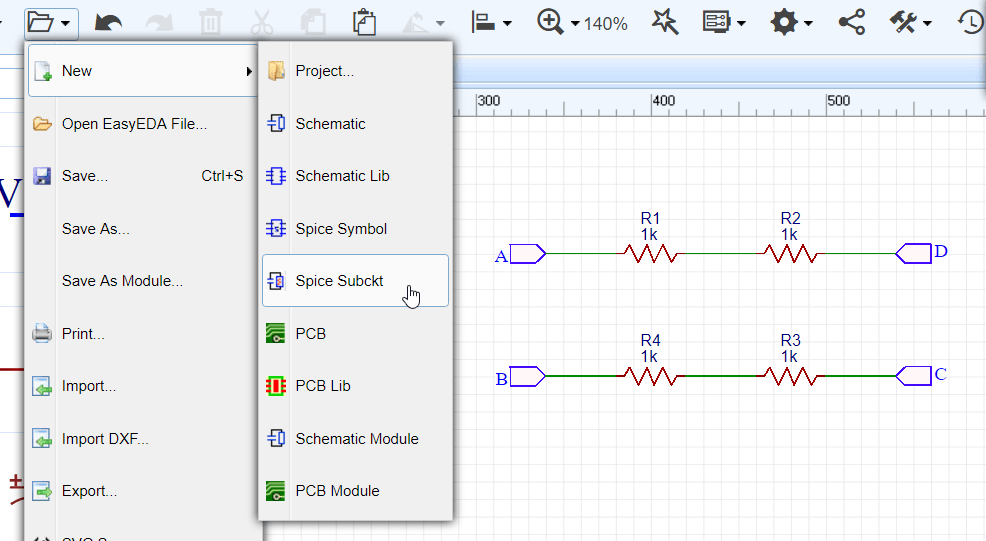 140%
New
Open EasyEDA File...
Save... Ctrl+S
Save As...
Save As Module...
Print...
Import...
Import DXF...
Export...
Project...
Schematic
Schematic Lib
Spice Symbol
Spice Subckt
PCB
PCB Lib
Schematic Module
PCB Module
300 400 500
R1 R2
1k 1k
A D
R4 R3
1k 1k
B C